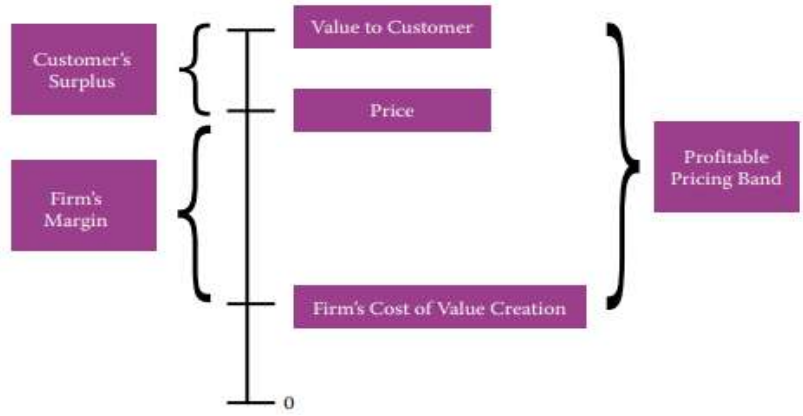 Value to Customer
Customer's
Surplus
Price
Profitable
Pricing Band
Firm's
Margin
Firm's Cost of Value Creation
0